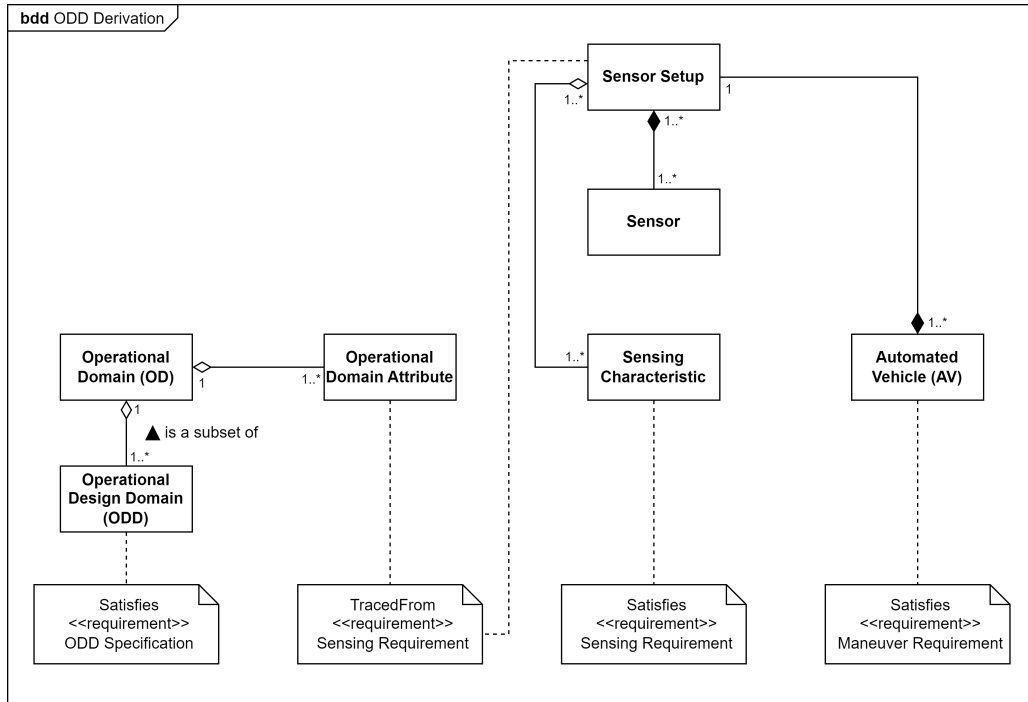 bdd ODD Derivation
Sensor Setup
1..*
1
1..*
1..*
Sensor
1..*
Operational
Domain (OD)
1
1..*
Operational
Domain Attribute
1..*
Sensing
Characteristic
Automated
Vehicle (AV)
1
▲ is a subset of
1..*
Operational
Design Domain
(ODD)
Satisfies
<<requirement>>
ODD Specification
TracedFrom
<<requirement>>
Sensing Requirement
Satisfies
<<requirement>>
Sensing Requirement
Satisfies
<<requirement>>
Maneuver Requirement